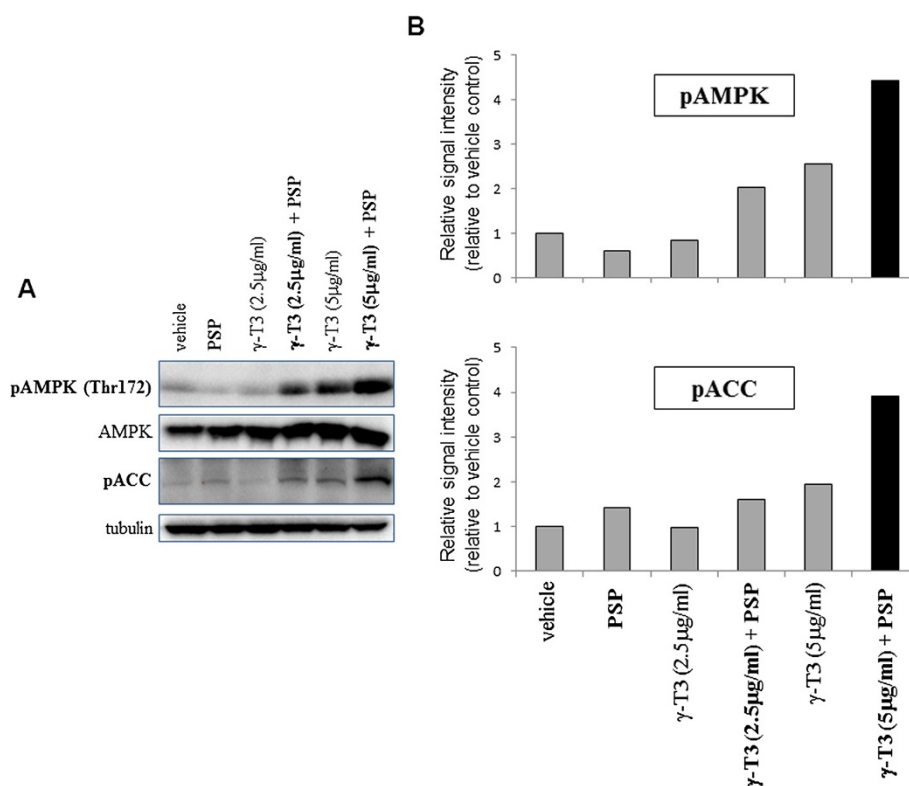 A
vehicle
PSP
γ-T3 (2.5μg/ml)
γ-T3 (2.5μg/ml) + PSP
γ-T3 (5μg/ml)
γ-T3 (5μg/ml) + PSP
pAMPK (Thr172)
AMPK
pACC
tubulin
B
Relative signal intensity
(relative to vehicle control)
5
4
3
2
1
0
pAMPK
Relative signal intensity
(relative to vehicle control)
5
4
3
2
1
0
pACC
vehicle
PSP
γ-T3 (2.5μg/ml)
γ-T3 (2.5μg/ml) + PSP
γ-T3 (5μg/ml)
γ-T3 (5μg/ml) + PSP